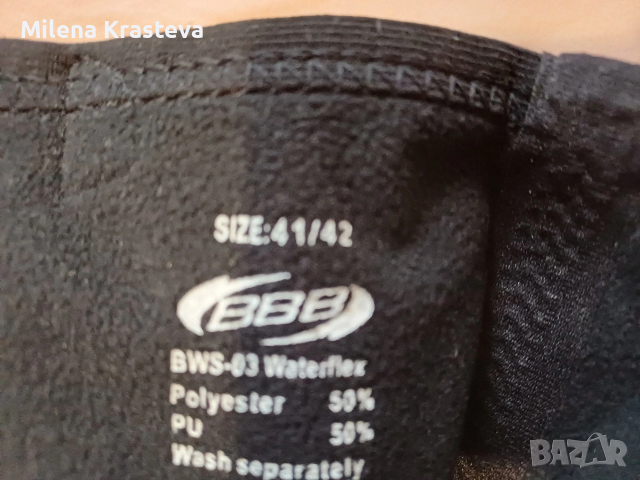 Milena Krasteva
SIZE:41/42
BBB
BWS-03 Waterflex
Polyester 50%
PU 50%
Wash separately
BAZAR